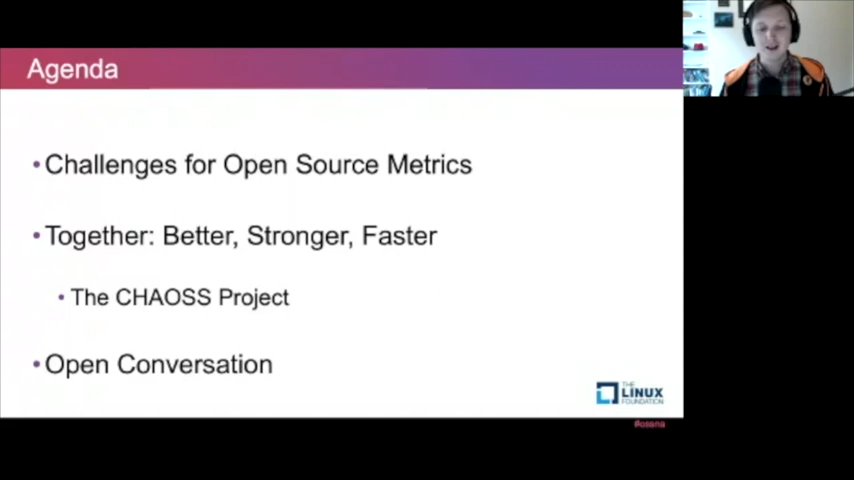 Agenda
•Challenges for Open Source Metrics
•Together: Better, Stronger, Faster
•The CHAOSS Project
•Open Conversation
THE
LINUX
FOUNDATION
#ossna